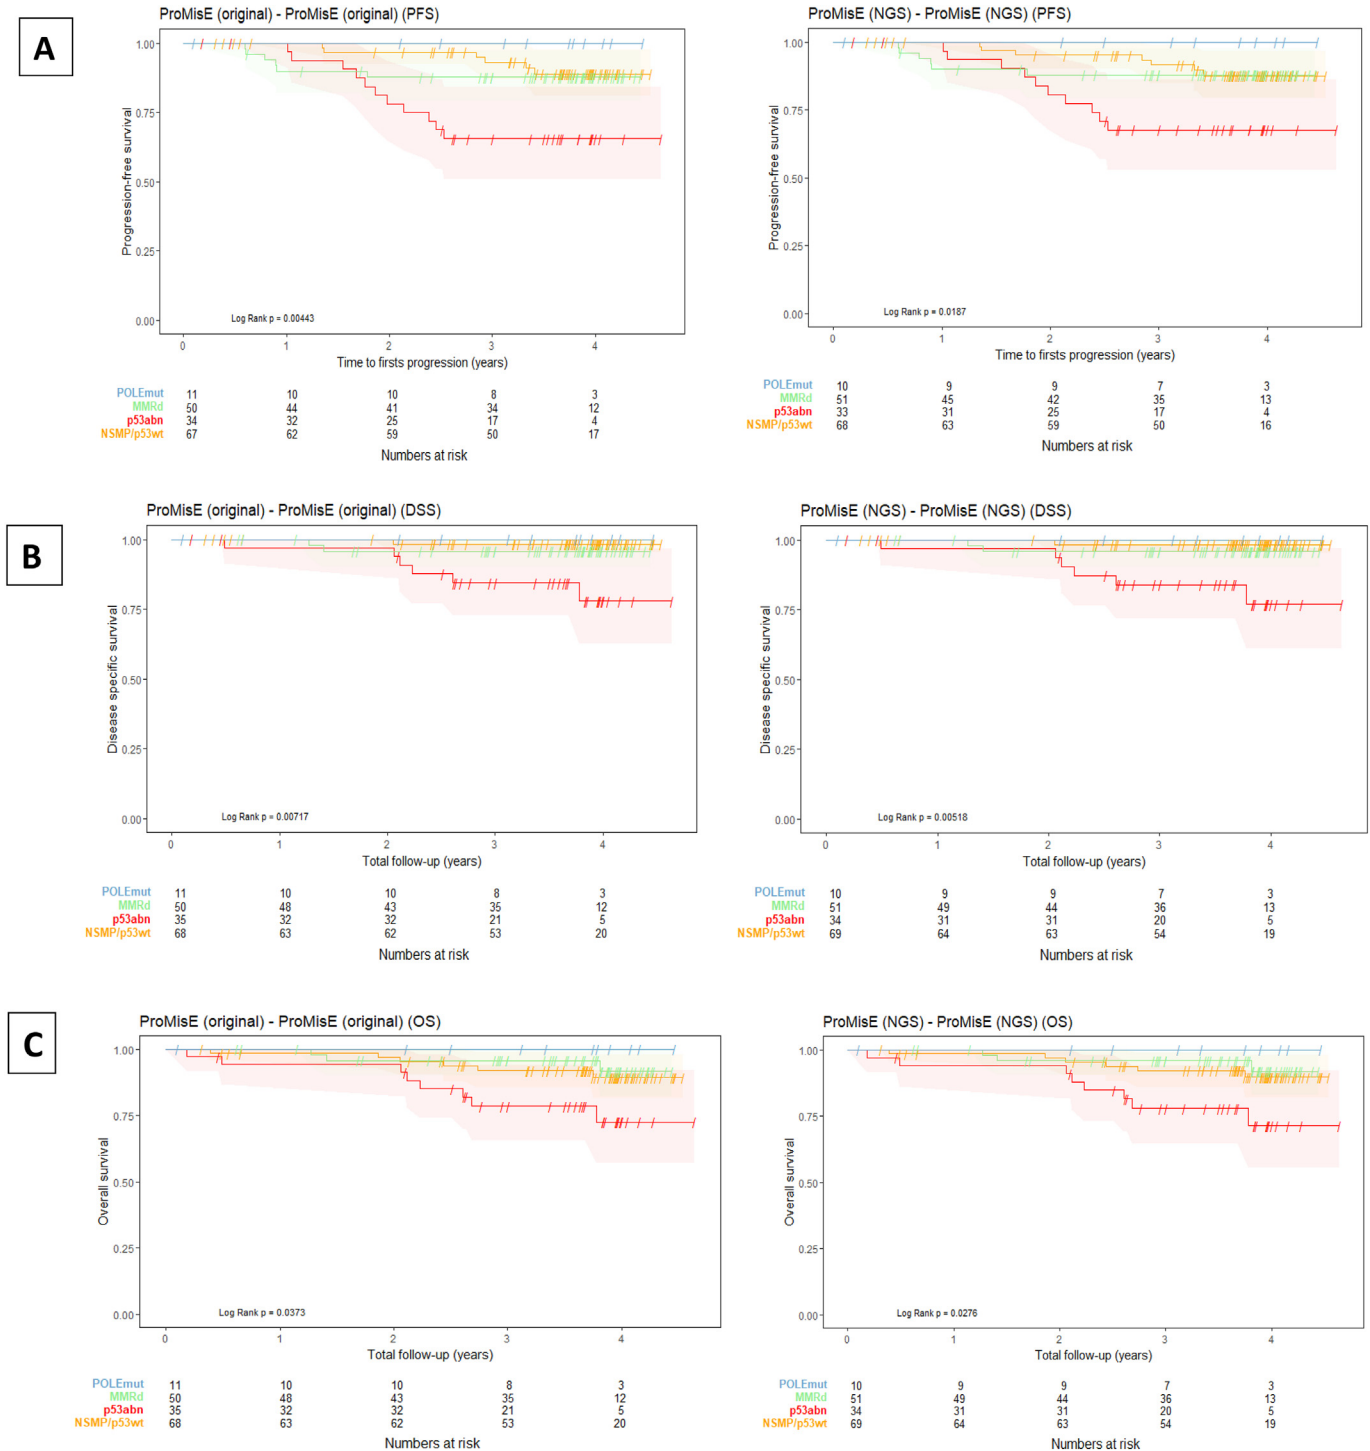 A
ProMisE (original) - ProMisE (original) (PFS)
Progression-free survival
1.00
0.75
0.50
0.25
0.00
Log Rank p = 0.00443
0 1 2 3 4
Time to firsts progression (years)
POLEmut 11 10 10 8 3
MMRd 50 44 41 34 12
p53abn 34 32 25 17 4
NSMP/p53wt 67 62 59 50 17
Numbers at risk
ProMisE (NGS) - ProMisE (NGS) (PFS)
Progression-free survival
1.00
0.75
0.50
0.25
0.00
Log Rank p = 0.0187
0 1 2 3 4
Time to firsts progression (years)
POLEmut 10 9 9 7 3
MMRd 51 45 42 35 13
p53abn 33 31 25 17 4
NSMP/p53wt 68 63 59 50 16
Numbers at risk
B
ProMisE (original) - ProMisE (original) (DSS)
Disease specific survival
1.00
0.75
0.50
0.25
0.00
Log Rank p = 0.00717
0 1 2 3 4
Total follow-up (years)
POLEmut 11 10 10 8 3
MMRd 50 48 43 35 12
p53abn 35 32 32 21 5
NSMP/p53wt 68 63 62 53 20
Numbers at risk
ProMisE (NGS) - ProMisE (NGS) (DSS)
Disease specific survival
1.00
0.75
0.50
0.25
0.00
Log Rank p = 0.00518
0 1 2 3 4
Total follow-up (years)
POLEmut 10 9 9 7 3
MMRd 51 49 44 36 13
p53abn 34 31 31 20 5
NSMP/p53wt 69 64 63 54 19
Numbers at risk
C
ProMisE (original) - ProMisE (original) (OS)
Overall survival
1.00
0.75
0.50
0.25
0.00
Log Rank p = 0.0373
0 1 2 3 4
Total follow-up (years)
POLEmut 11 10 10 8 3
MMRd 50 48 43 35 12
p53abn 35 32 32 21 5
NSMP/p53wt 68 63 62 53 20
Numbers at risk
ProMisE (NGS) - ProMisE (NGS) (OS)
Overall survival
1.00
0.75
0.50
0.25
0.00
Log Rank p = 0.0276
0 1 2 3 4
Total follow-up (years)
POLEmut 10 9 9 7 3
MMRd 51 49 44 36 13
p53abn 34 31 31 20 5
NSMP/p53wt 69 64 63 54 19
Numbers at risk